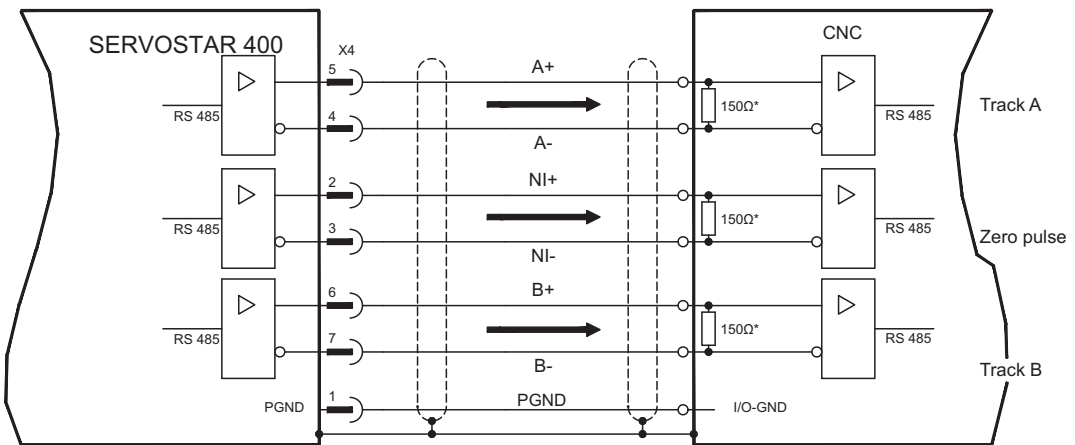 SERVOSTAR 400
X4
CNC
5
A+
RS 485
150Ω*
RS 485
Track A
4
A-
2
NI+
RS 485
150Ω*
RS 485
Zero pulse
3
NI-
6
B+
RS 485
150Ω*
RS 485
Track B
7
B-
PGND
1
PGND
I/O-GND